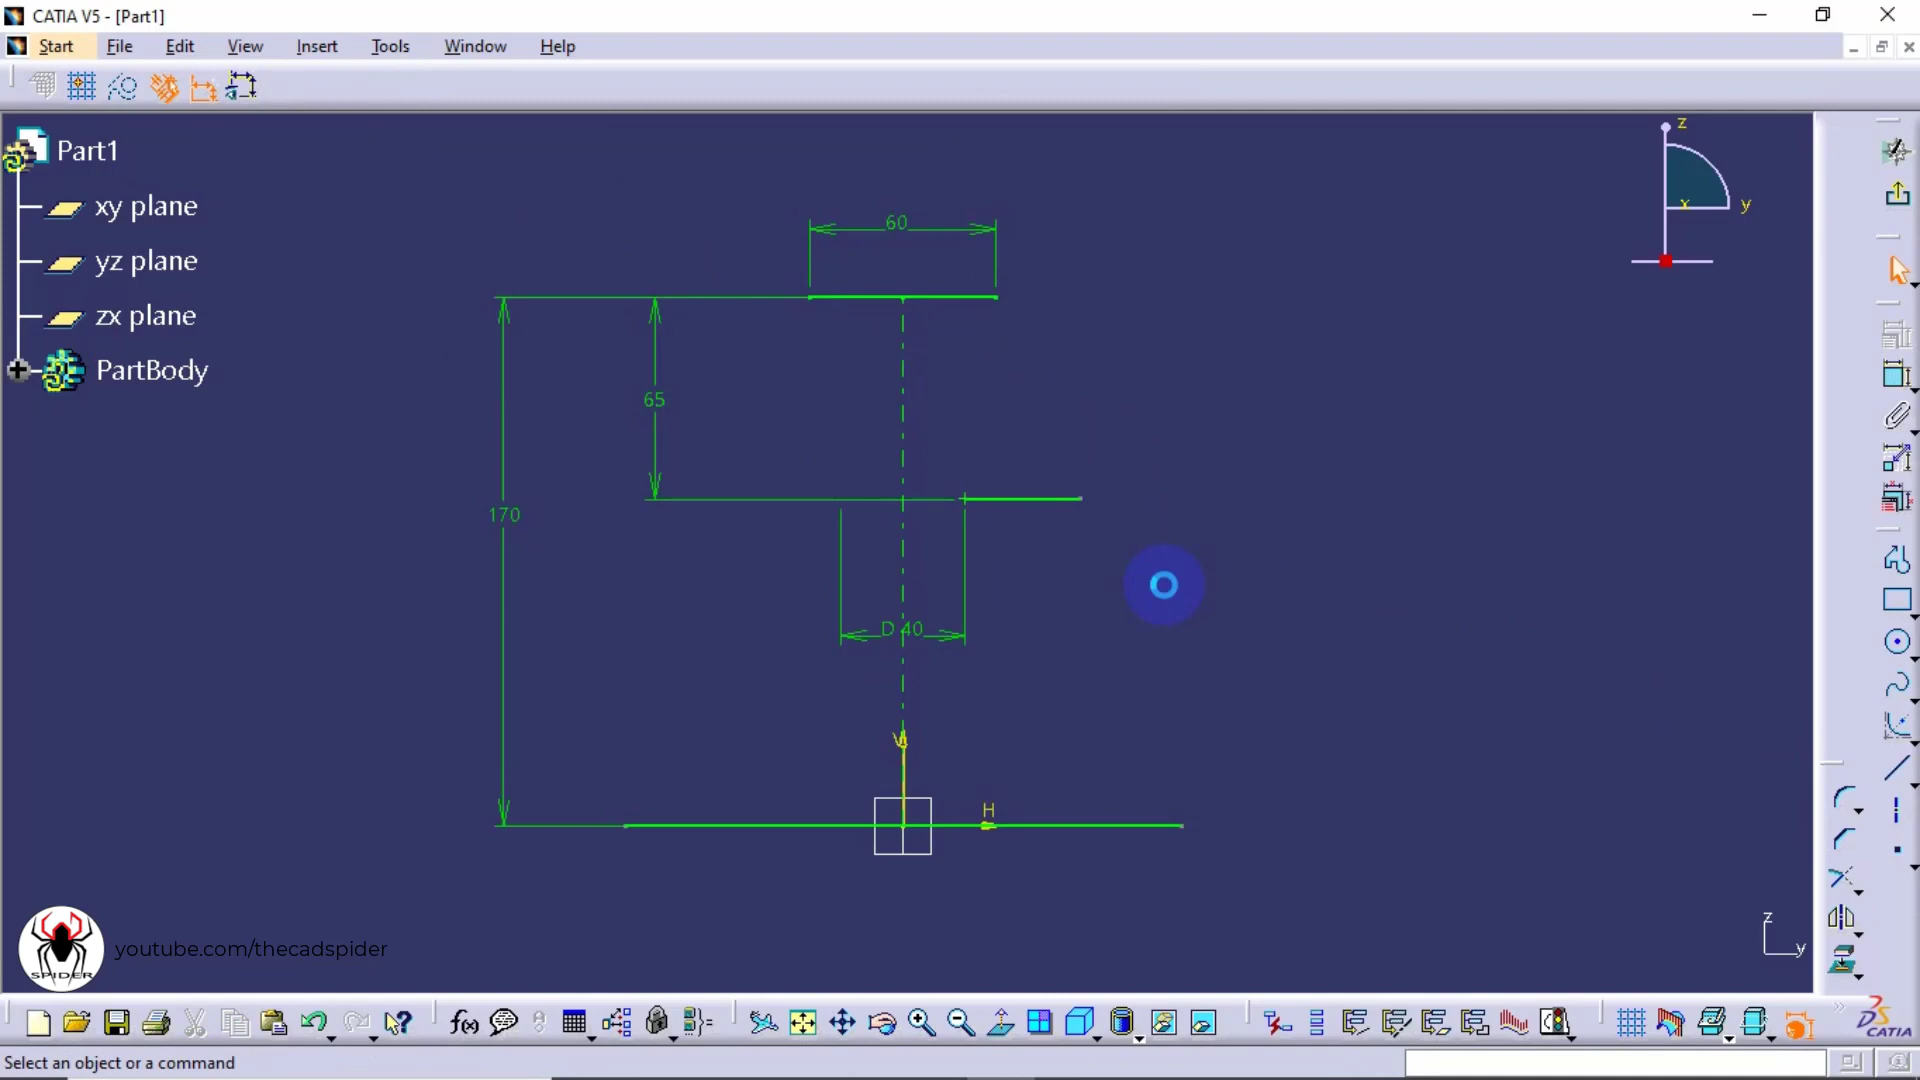 CATIA V5 - [Part1]
Start File Edit View Insert Tools Window Help
Part1
xy plane
yz plane
zx plane
PartBody
z
x
y
60
65
170
D 40
V
H
z
y
SPIDER
youtube.com/thecadspider
f(x)
CATIA
Select an object or a command